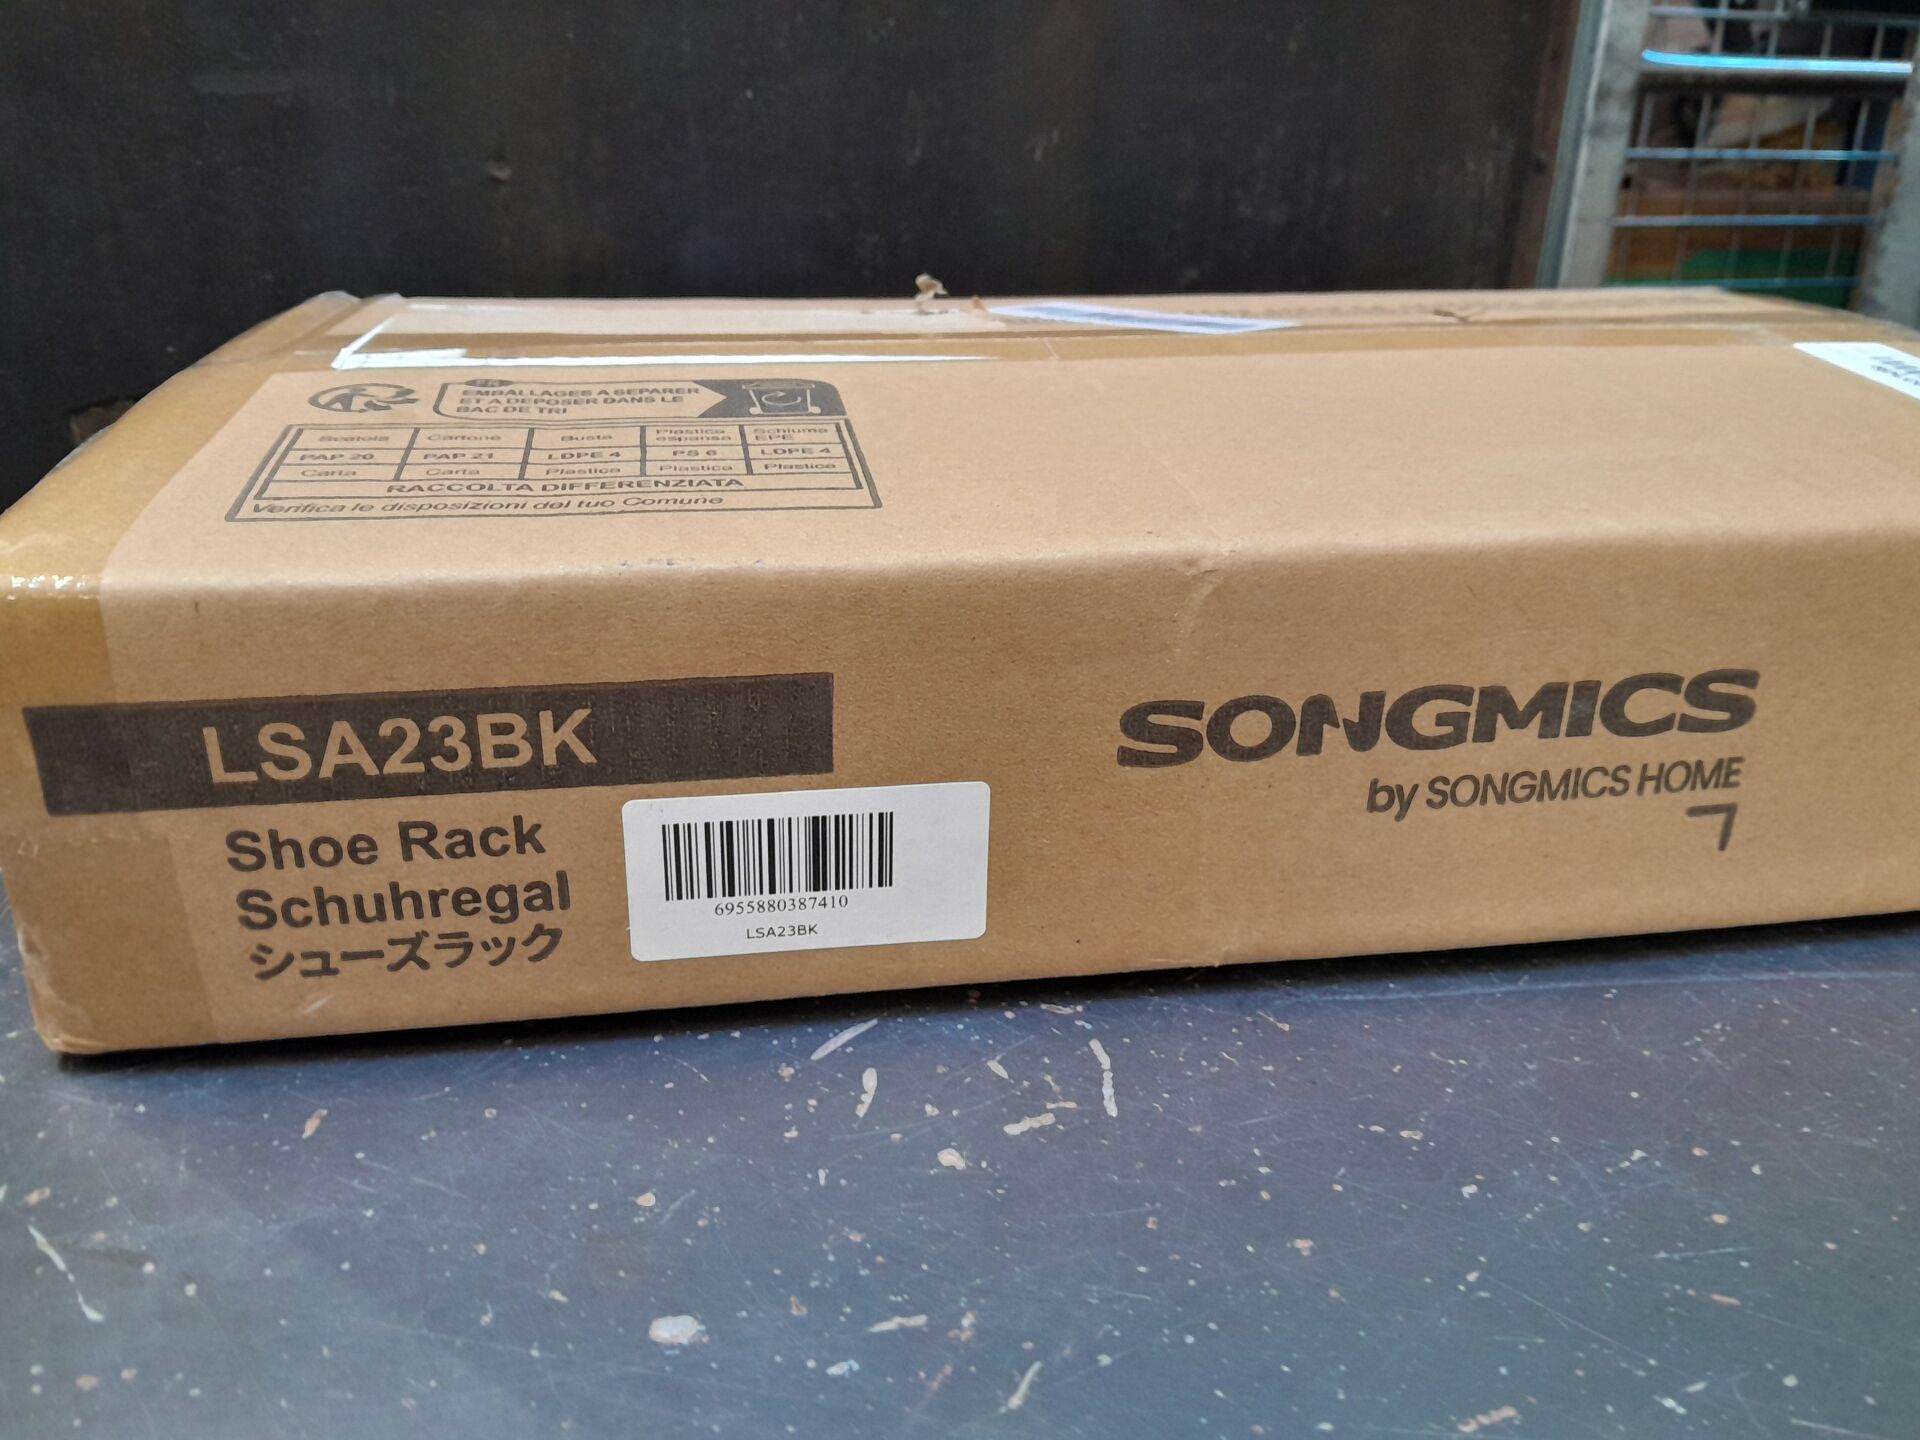 FR
EMBALLAGES A SEPARER
ET A DEPOSER DANS LE
BAC DE TRI
Scatola Cartone Busta Plastica espansa Schiuma EPE
PAP 20 PAP 21 LDPE 4 PS 6 LDPE 4
Carta Carta Plastica Plastica Plastica
RACCOLTA DIFFERENZIATA
Verifica le disposizioni del tuo Comune
LSA23BK
Shoe Rack
Schuhregal
シューズラック
6955880387410
LSA23BK
SONGMICS
by SONGMICS HOME